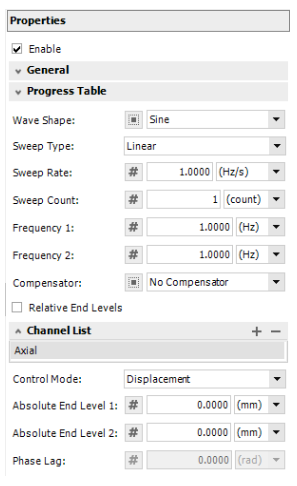 Properties
Enable
General
Progress Table
Wave Shape: Sine
Sweep Type: Linear
Sweep Rate: # 1.0000 (Hz/s)
Sweep Count: # 1 (count)
Frequency 1: # 1.0000 (Hz)
Frequency 2: # 1.0000 (Hz)
Compensator: No Compensator
Relative End Levels
Channel List + −
Axial
Control Mode: Displacement
Absolute End Level 1: # 0.0000 (mm)
Absolute End Level 2: # 0.0000 (mm)
Phase Lag: # 0.0000 (rad)